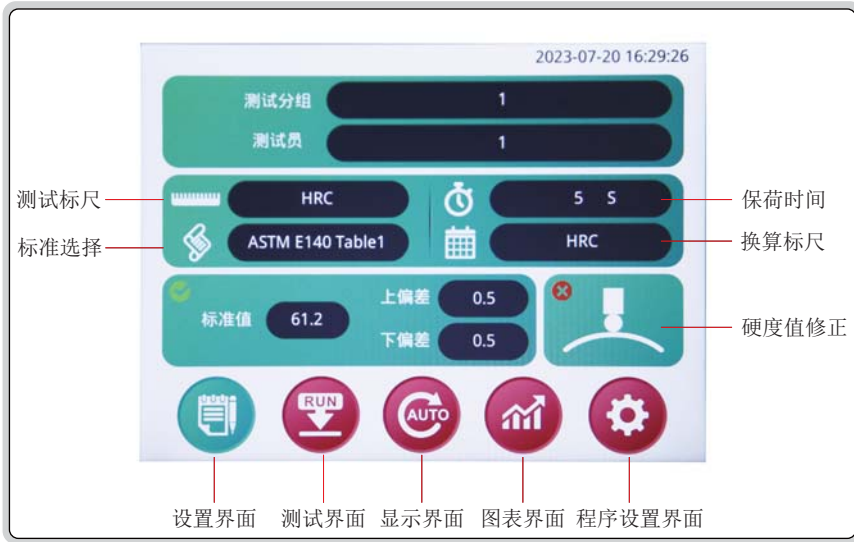 2023-07-20 16:29:26
测试分组 1
测试员 1
测试标尺 HRC 5 S 保荷时间
标准选择 ASTM E140 Table1 HRC 换算标尺
标准值 61.2 上偏差 0.5
下偏差 0.5
硬度值修正
RUN AUTO
设置界面 测试界面 显示界面 图表界面 程序设置界面